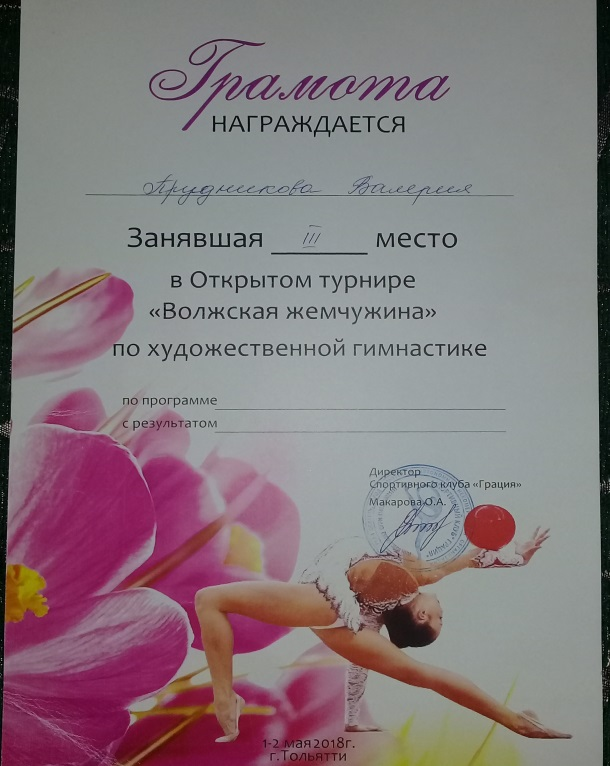 Грамота
НАГРАЖДАЕТСЯ
Прудникова Валерия
Занявшая III место
в Открытом турнире
«Волжская жемчужина»
по художественной гимнастике
по программе
с результатом
Директор
Спортивного клуба «Грация»
Макарова О.А.
1-2 мая 2018г.
г.Тольятти